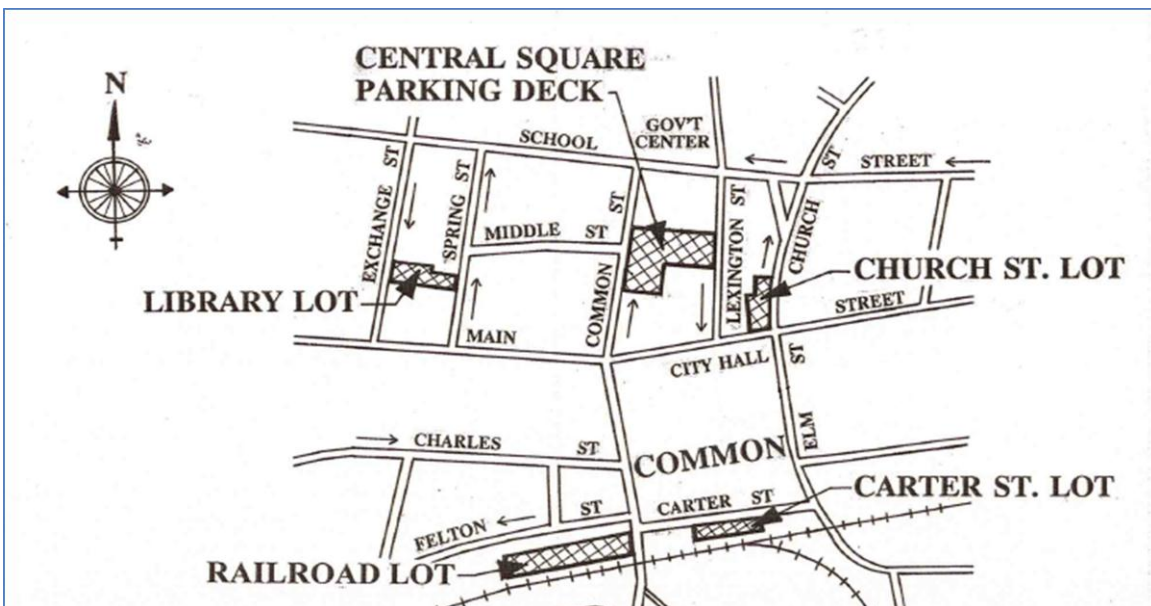 CENTRAL SQUARE
PARKING DECK
N
GOV'T
CENTER
SCHOOL
STREET
EXCHANGE ST
SPRING ST
MIDDLE ST
COMMON ST
LEXINGTON ST
CHURCH ST
LIBRARY LOT
CHURCH ST. LOT
MAIN
STREET
CITY HALL
ELM ST
CHARLES ST
COMMON
CARTER ST
CARTER ST. LOT
FELTON ST
RAILROAD LOT